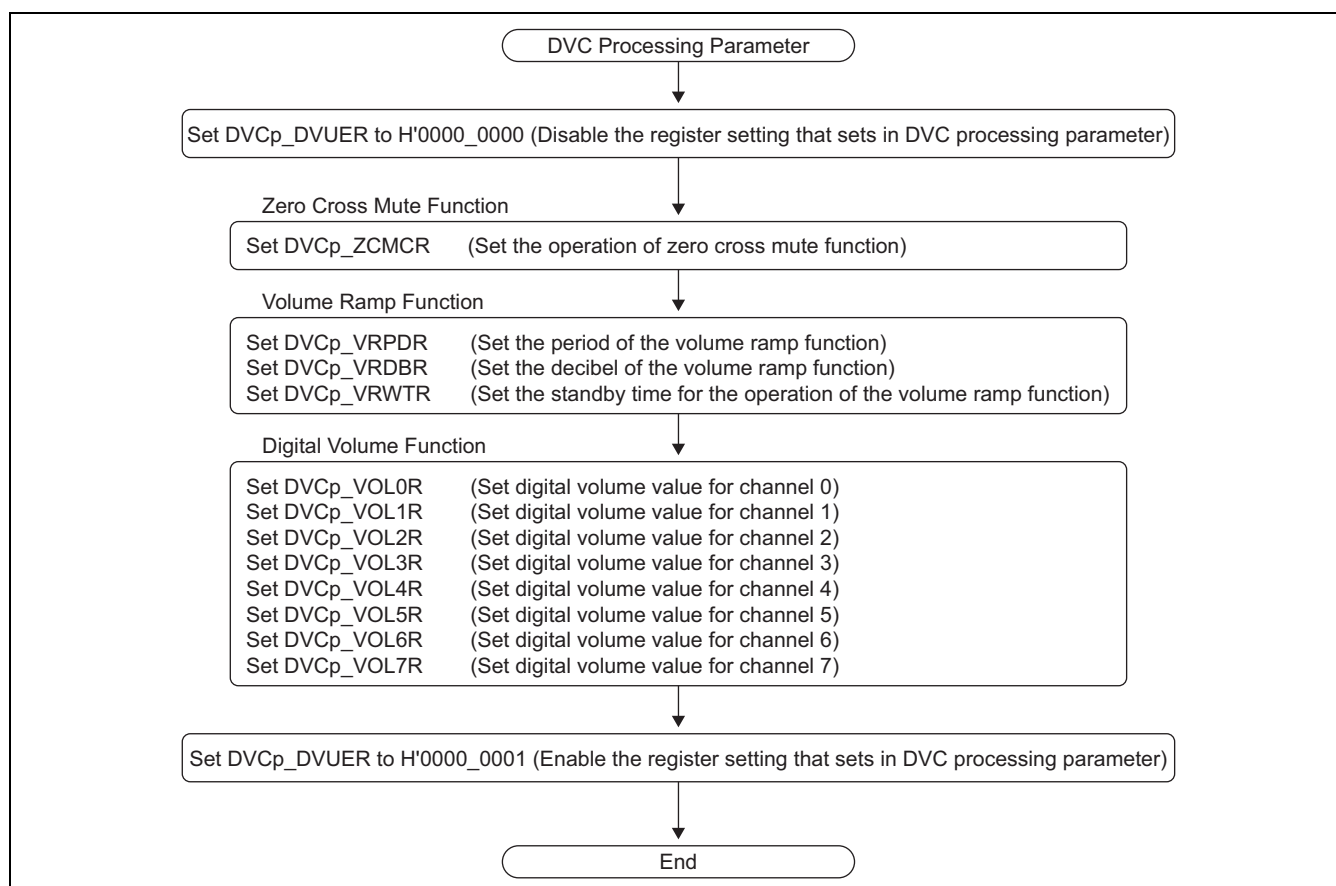 DVC Processing Parameter
Set DVCp_DVUER to H'0000_0000 (Disable the register setting that sets in DVC processing parameter)
Zero Cross Mute Function
Set DVCp_ZCMCR (Set the operation of zero cross mute function)
Volume Ramp Function
Set DVCp_VRPDR (Set the period of the volume ramp function)
Set DVCp_VRDBR (Set the decibel of the volume ramp function)
Set DVCp_VRWTR (Set the standby time for the operation of the volume ramp function)
Digital Volume Function
Set DVCp_VOL0R (Set digital volume value for channel 0)
Set DVCp_VOL1R (Set digital volume value for channel 1)
Set DVCp_VOL2R (Set digital volume value for channel 2)
Set DVCp_VOL3R (Set digital volume value for channel 3)
Set DVCp_VOL4R (Set digital volume value for channel 4)
Set DVCp_VOL5R (Set digital volume value for channel 5)
Set DVCp_VOL6R (Set digital volume value for channel 6)
Set DVCp_VOL7R (Set digital volume value for channel 7)
Set DVCp_DVUER to H'0000_0001 (Enable the register setting that sets in DVC processing parameter)
End